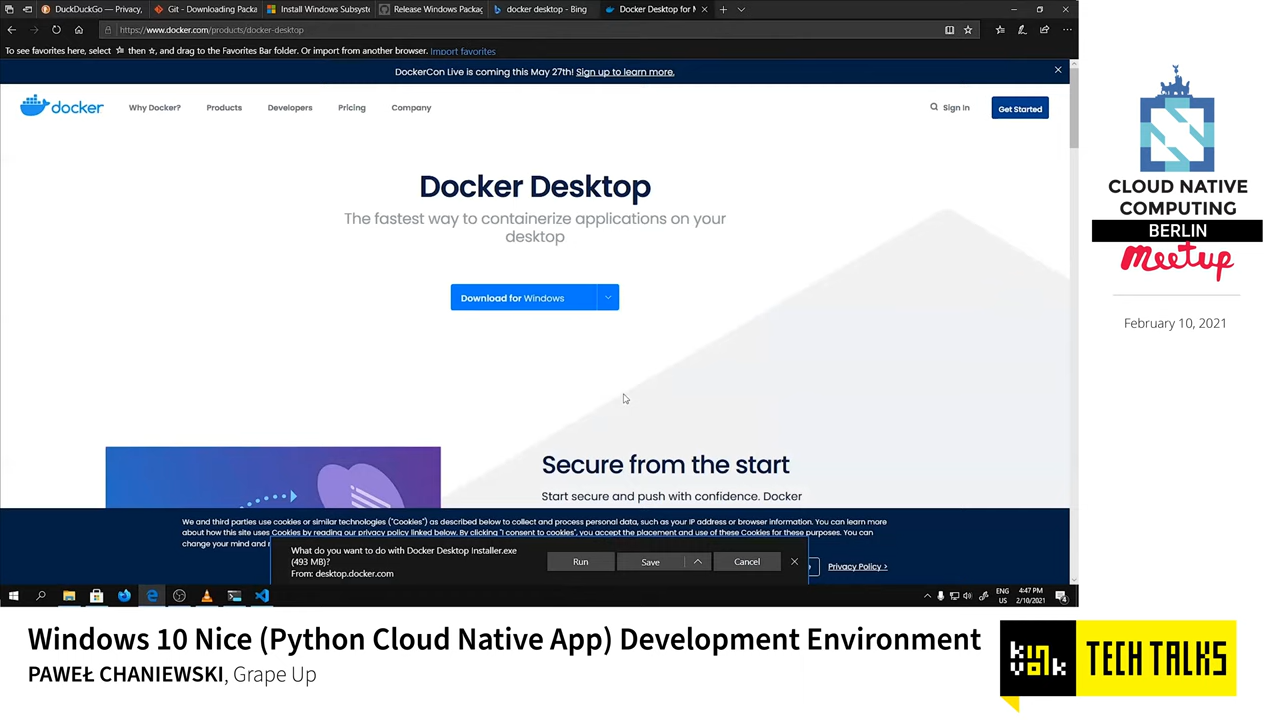 DuckDuckGo — Privacy,
Git - Downloading Packa
Install Windows Subsyste
Release Windows Packag
docker desktop - Bing
Docker Desktop for M
https://www.docker.com/products/docker-desktop
To see favorites here, select ☆ then ☆, and drag to the Favorites Bar folder. Or import from another browser. Import favorites
DockerCon Live is coming this May 27th! Sign up to learn more.
docker
Why Docker?
Products
Developers
Pricing
Company
Sign In
Get Started
Docker Desktop
The fastest way to containerize applications on your
desktop
Download for Windows
Secure from the start
Start secure and push with confidence. Docker
We and third parties use cookies or similar technologies ("Cookies") as described below to collect and process personal data, such as your IP address or browser information. You can learn more
about how this site uses Cookies by reading our privacy policy linked below. By clicking "I consent to cookies", you accept the placement and use of these Cookies for these purposes. You can
change your mind and
Privacy Policy >
What do you want to do with Docker Desktop Installer.exe
(493 MB)?
From: desktop.docker.com
Run
Save
Cancel
ENG
US
4:47 PM
2/10/2021
4
CLOUD NATIVE
COMPUTING
BERLIN
meetup
February 10, 2021
Windows 10 Nice (Python Cloud Native App) Development Environment
PAWEŁ CHANIEWSKI, Grape Up
kinvolk
TECH TALKS